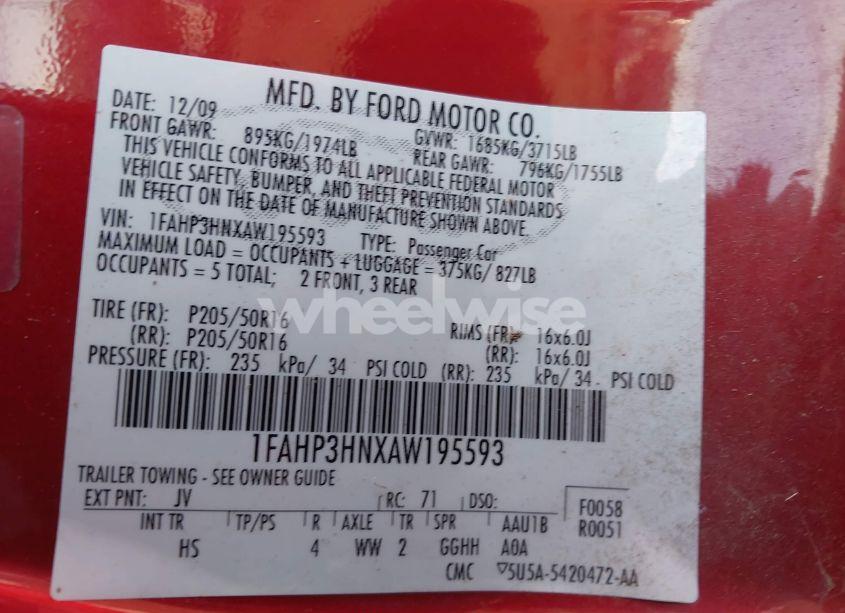 MFD. BY FORD MOTOR CO.
DATE: 12/09 GVWR: 1685KG/3715LB
FRONT GAWR: 895KG/1974LB REAR GAWR: 796KG/1755LB
THIS VEHICLE CONFORMS TO ALL APPLICABLE FEDERAL MOTOR
VEHICLE SAFETY, BUMPER, AND THEFT PREVENTION STANDARDS
IN EFFECT ON THE DATE OF MANUFACTURE SHOWN ABOVE.
VIN: 1FAHP3HNXAW195593 TYPE: Passenger Car
MAXIMUM LOAD = OCCUPANTS + LUGGAGE = 375KG/ 827LB
OCCUPANTS = 5 TOTAL; 2 FRONT, 3 REAR
wheelwise
TIRE (FR): P205/50R16 RIMS (FR): 16x6.0J
(RR): P205/50R16 (RR): 16x6.0J
PRESSURE (FR): 235 kPa/ 34 PSI COLD (RR): 235 kPa/ 34 PSI COLD
1FAHP3HNXAW195593
TRAILER TOWING - SEE OWNER GUIDE
EXT PNT: JV RC: 71 DSO: F0058
INT TR TP/PS R AXLE TR SPR AAU1B R0051
HS 4 WW 2 GGHH A0A
CMC ▽5U5A-5420472-AA